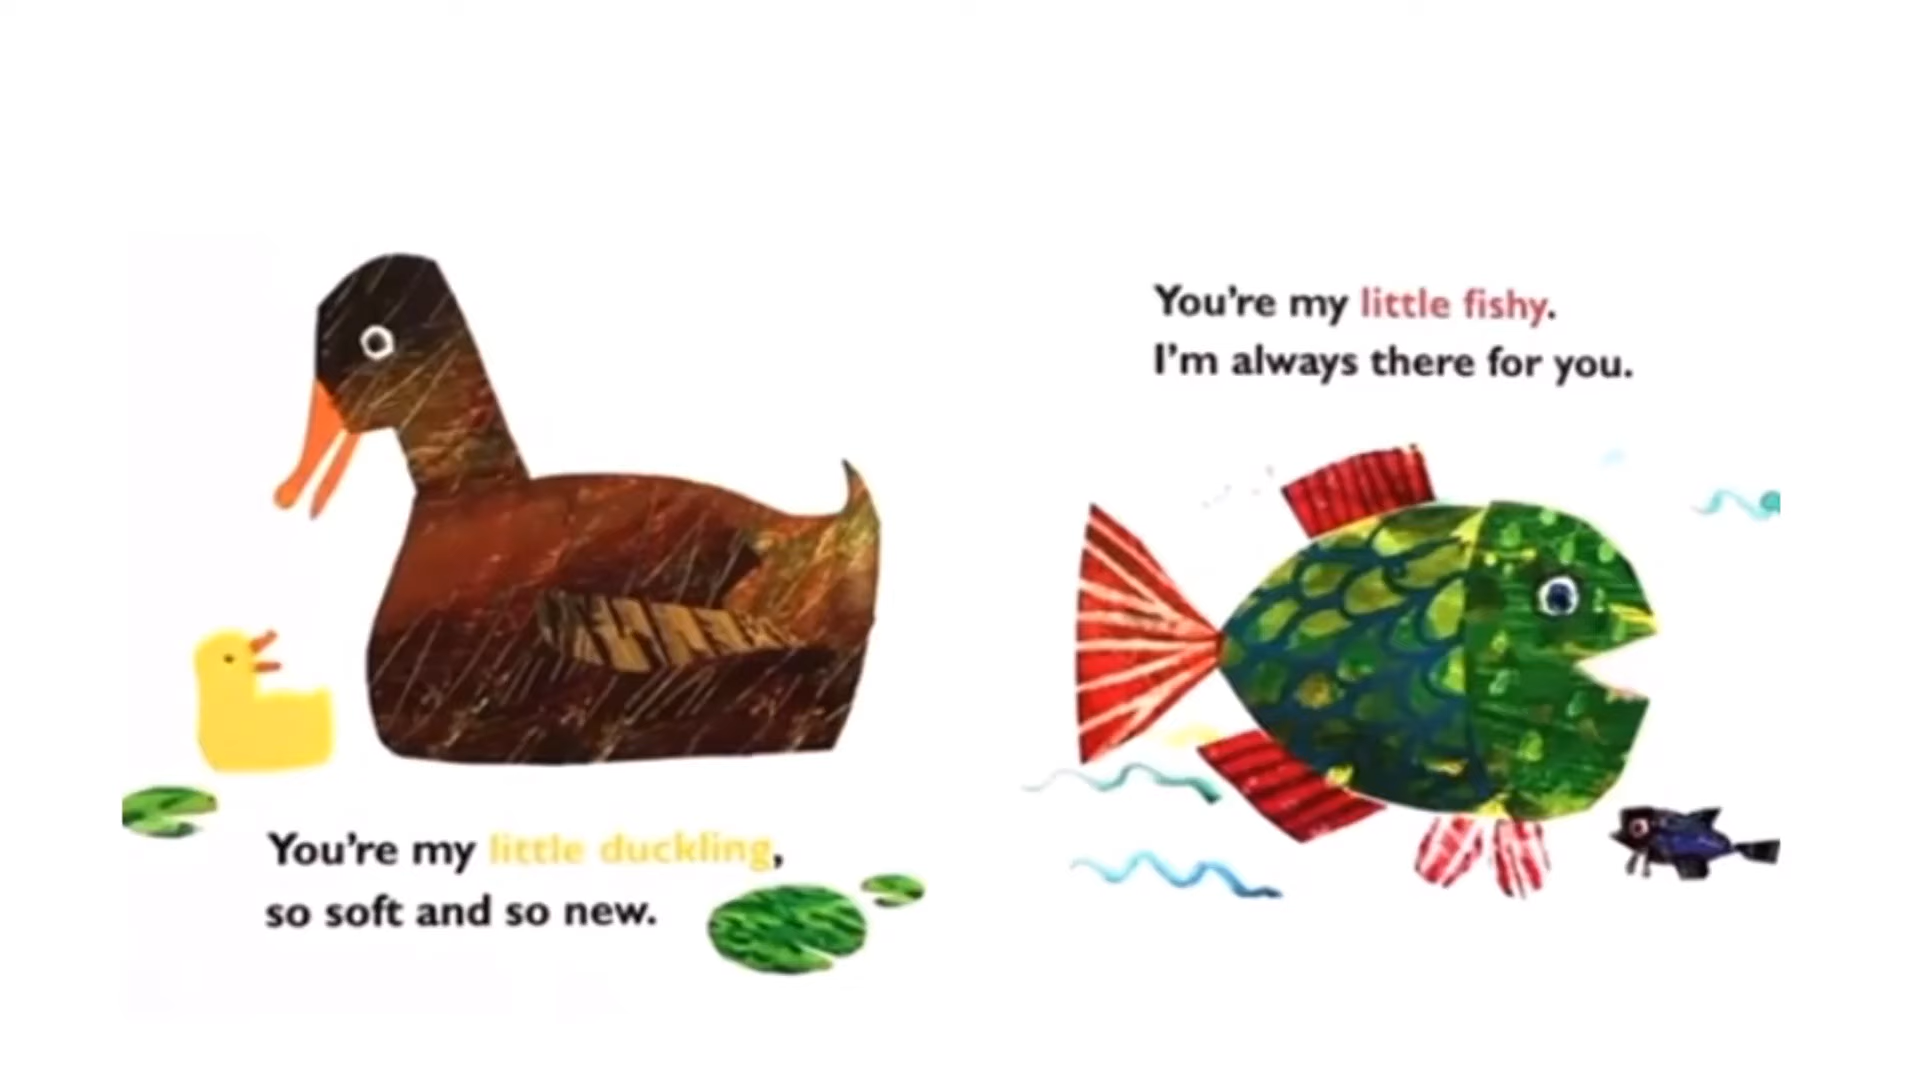 You're my little duckling,
so soft and so new.
You're my little fishy.
I'm always there for you.